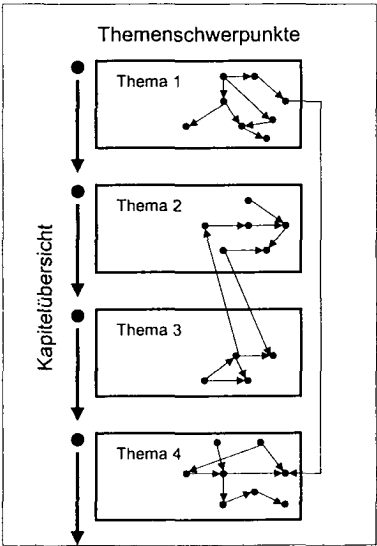 Themenschwerpunkte
Thema 1
Thema 2
Kapitelübersicht
Thema 3
Thema 4